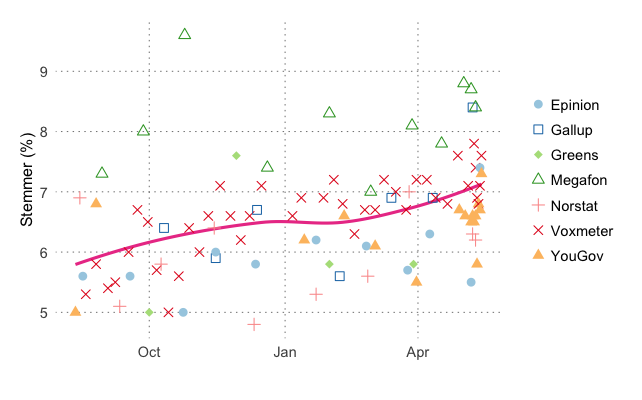 Stemmer (%)
9
8
7
6
5
Oct
Jan
Apr
Epinion
Gallup
Greens
Megafon
Norstat
Voxmeter
YouGov